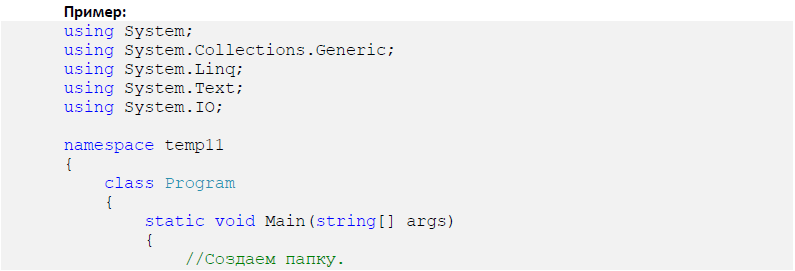 Пример:
using System;
using System.Collections.Generic;
using System.Linq;
using System.Text;
using System.IO;
namespace temp11
{
class Program
{
static void Main(string[] args)
{
//Создаем папку.